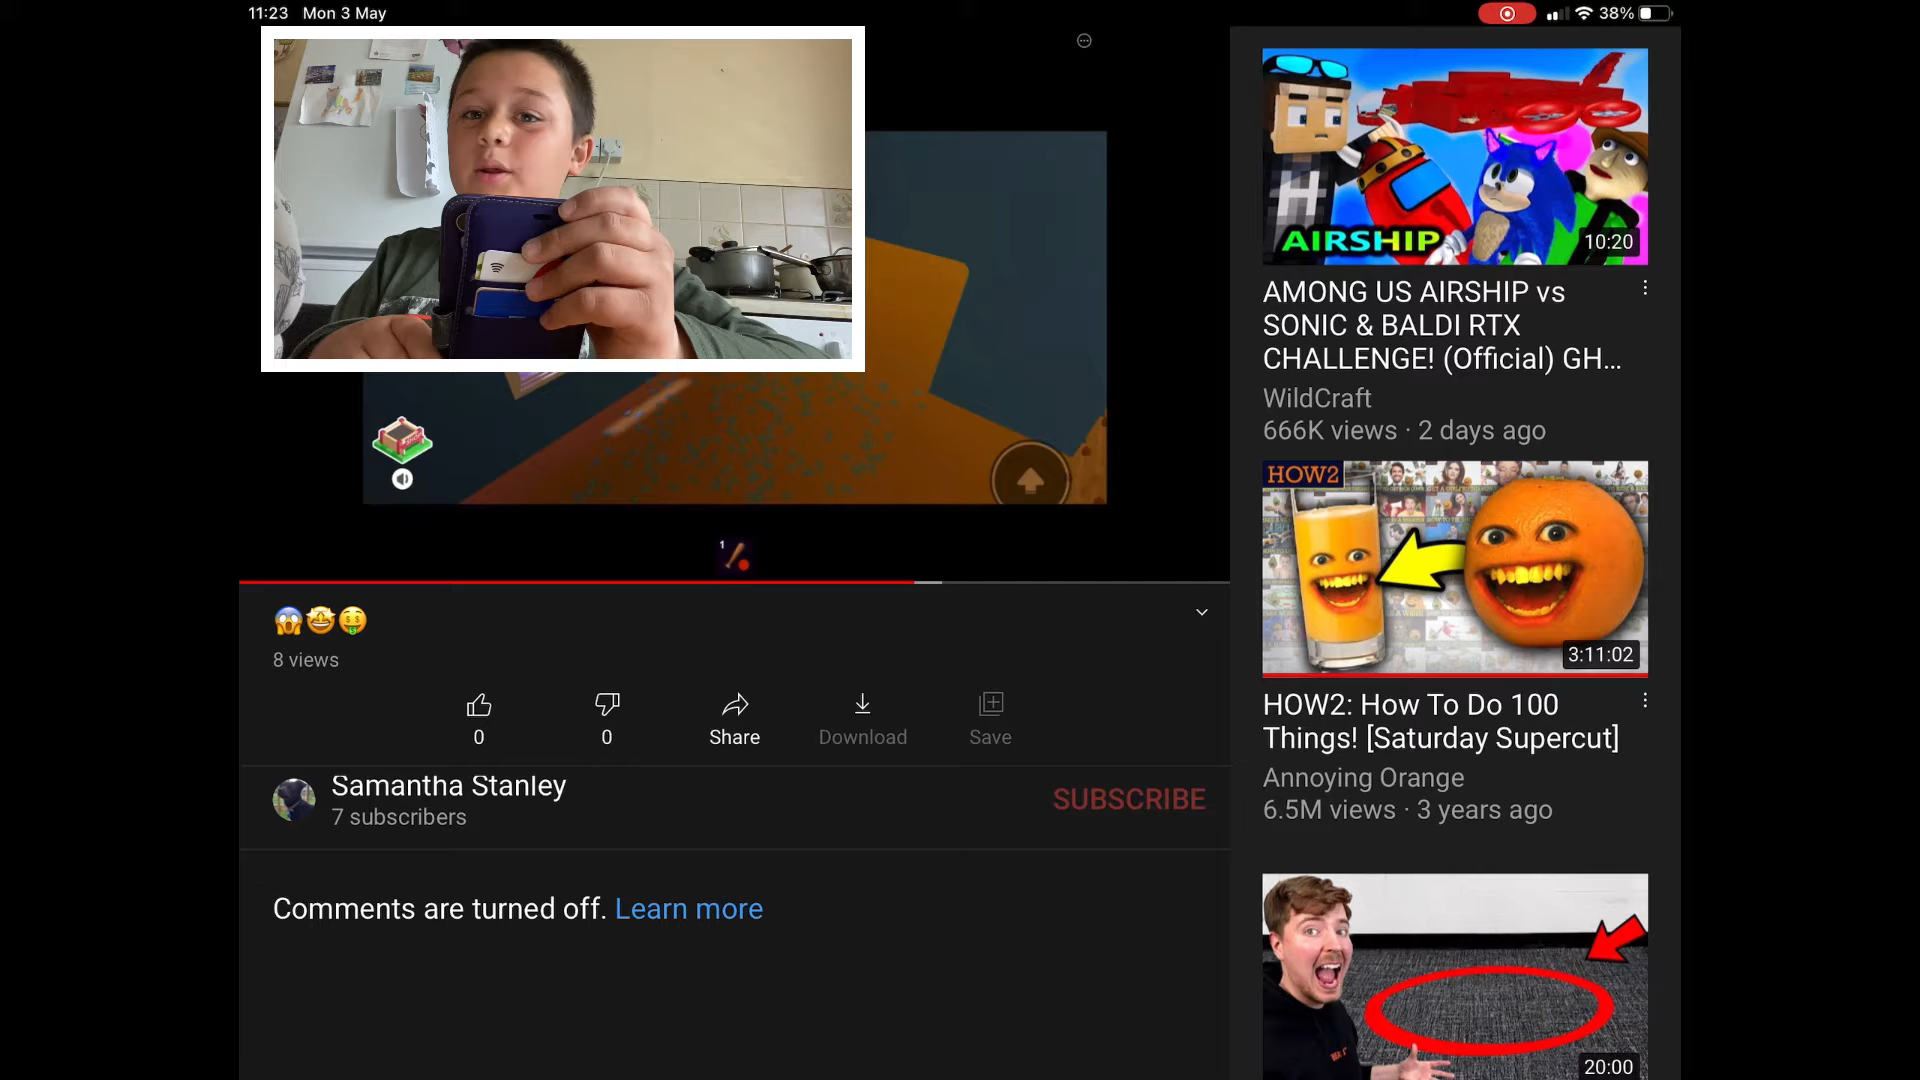 11:23 Mon 3 May
38%
1
😱🤩🤑
8 views
0
0
Share
Download
Save
Samantha Stanley
7 subscribers
SUBSCRIBE
Comments are turned off. Learn more
H
AIRSHIP
10:20
AMONG US AIRSHIP vs
SONIC & BALDI RTX
CHALLENGE! (Official) GH...
WildCraft
666K views · 2 days ago
HOW2
3:11:02
HOW2: How To Do 100
Things! [Saturday Supercut]
Annoying Orange
6.5M views · 3 years ago
20:00